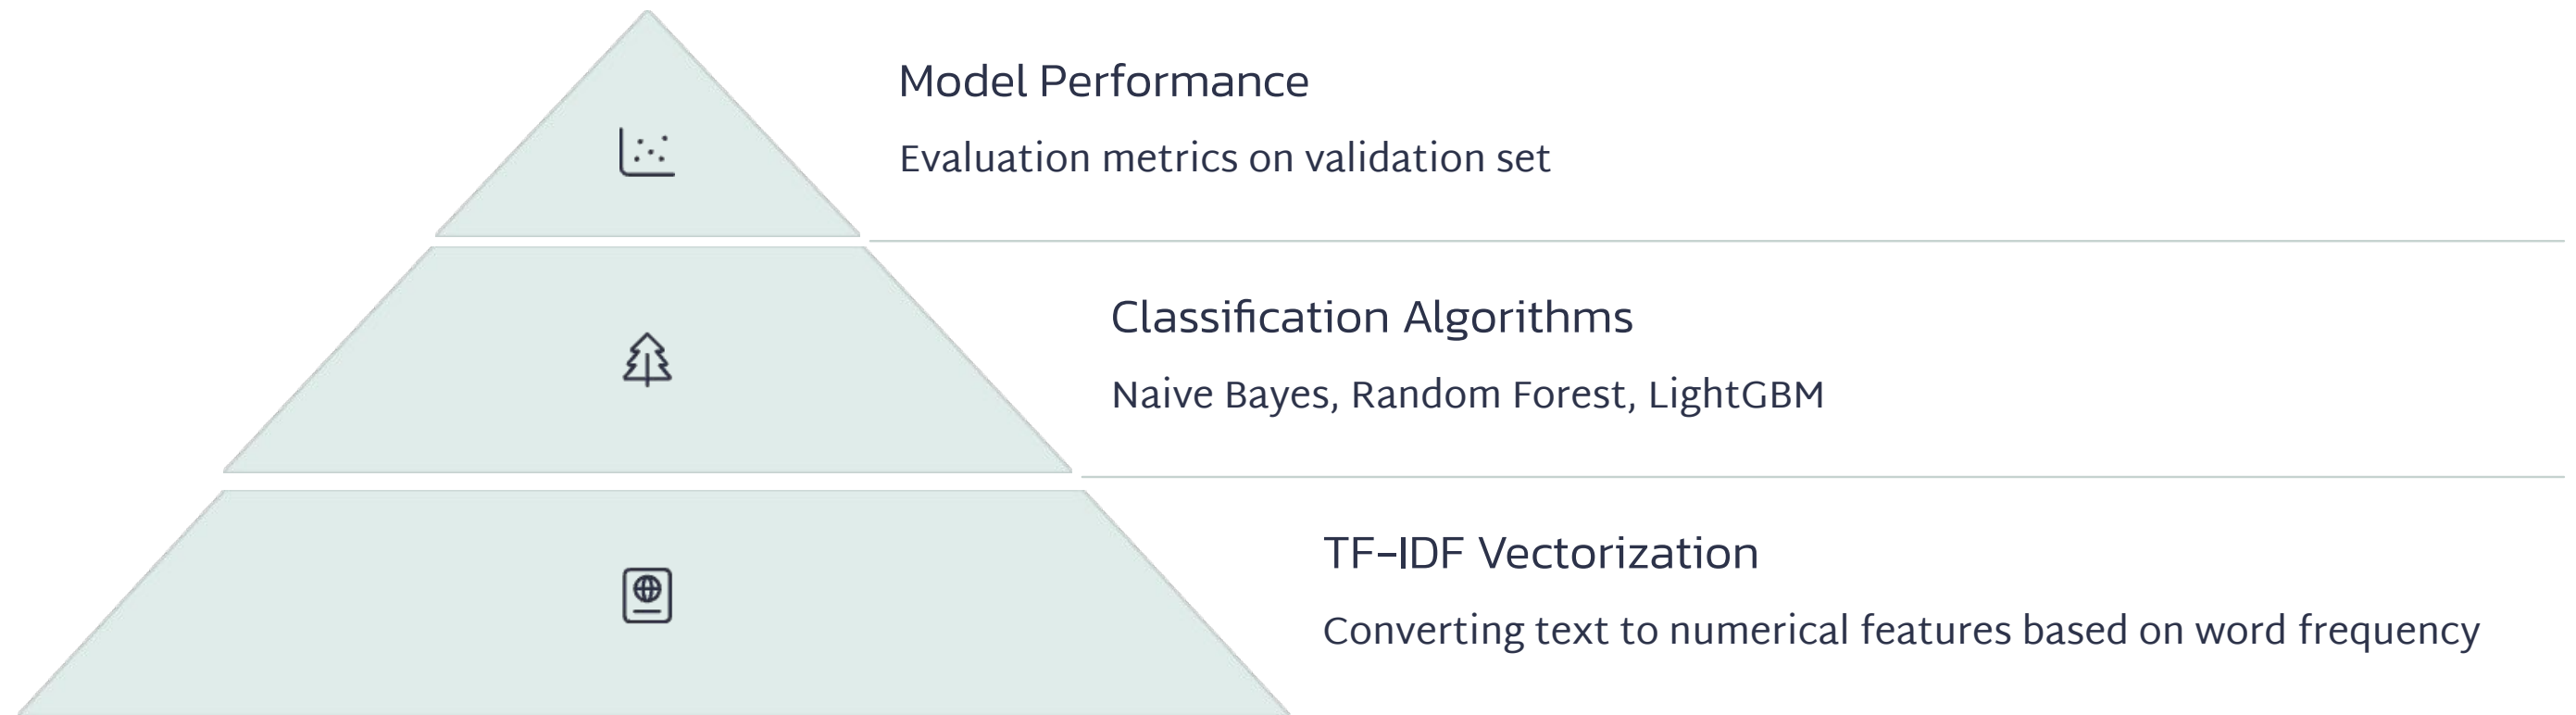 Model Performance
Evaluation metrics on validation set
Classification Algorithms
Naive Bayes, Random Forest, LightGBM
TF-IDF Vectorization
Converting text to numerical features based on word frequency